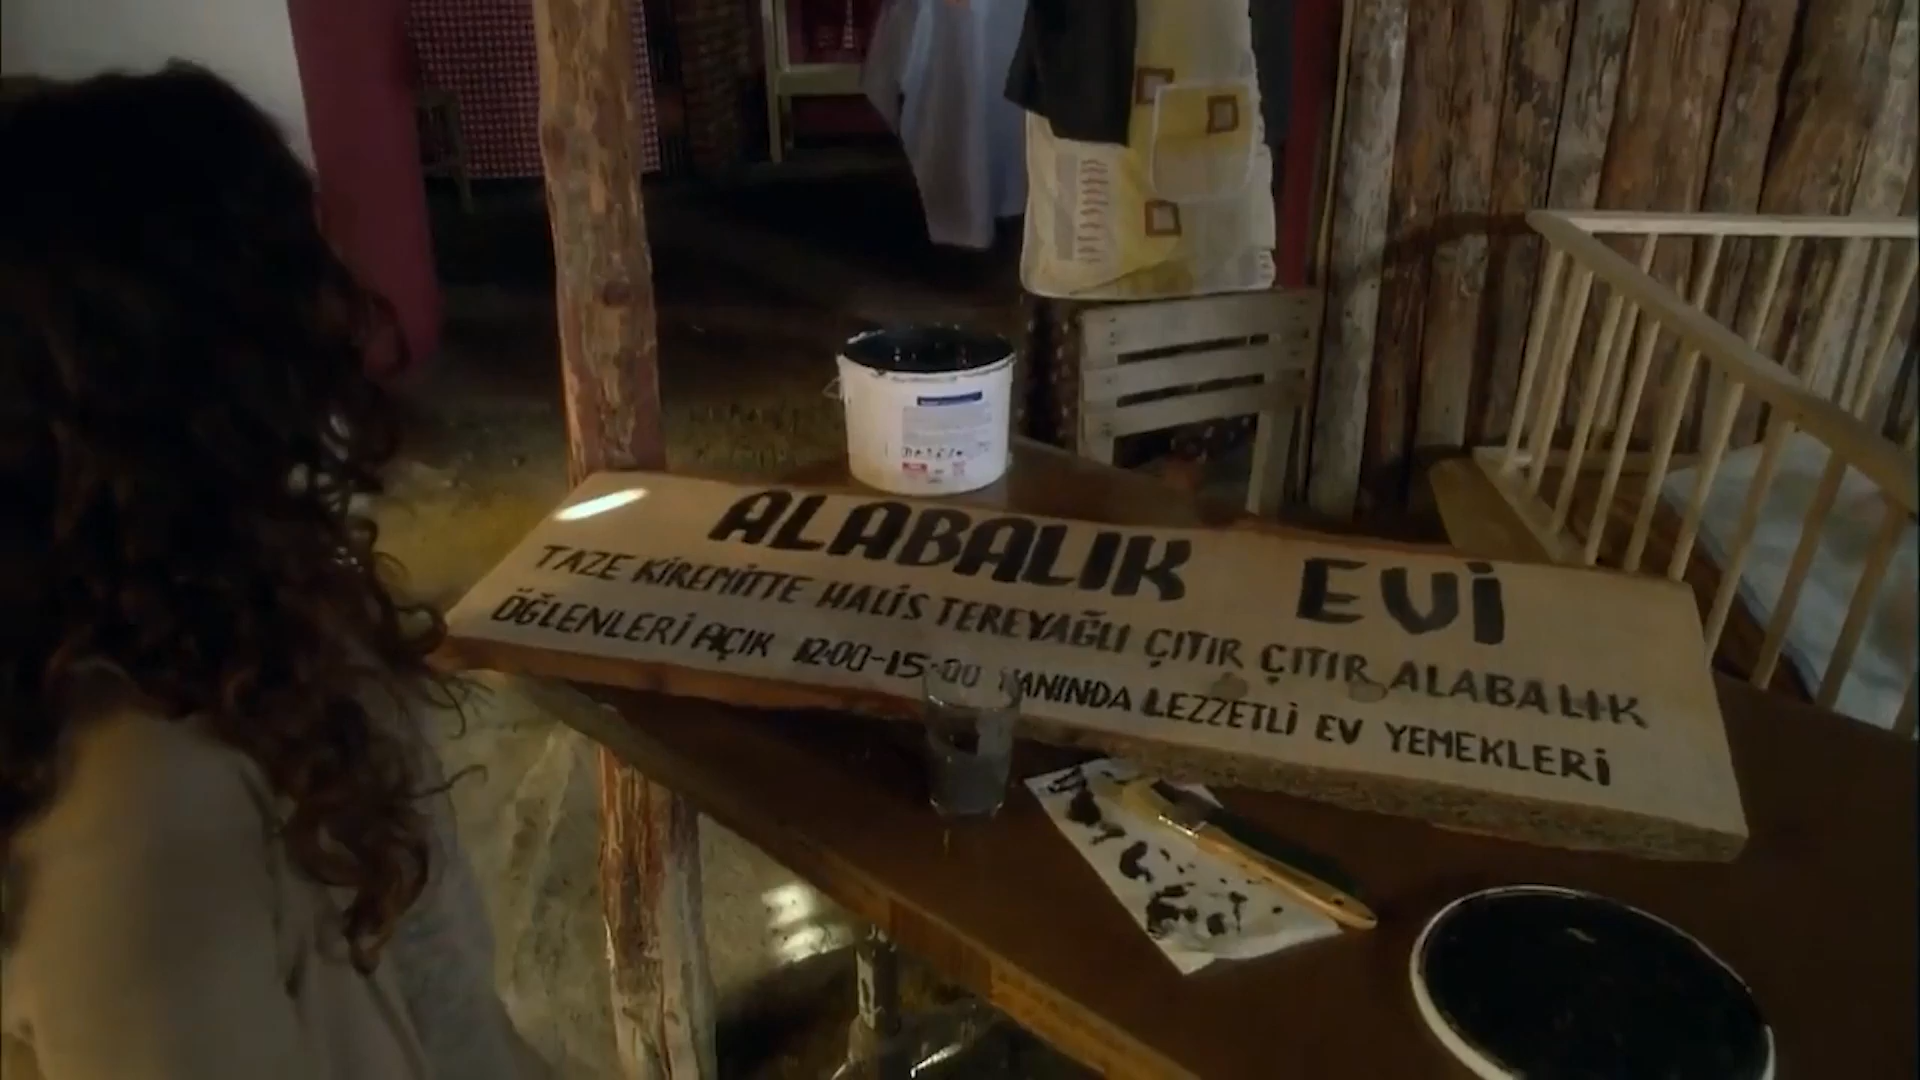 ALABALIK EVİ
TAZE KİREMİTTE HALİS TEREYAĞLI ÇITIR ÇITIR ALABALIK
ÖĞLENLERİ AÇIK 12:00-15:00 YANINDA LEZZETLİ EV YEMEKLERİ